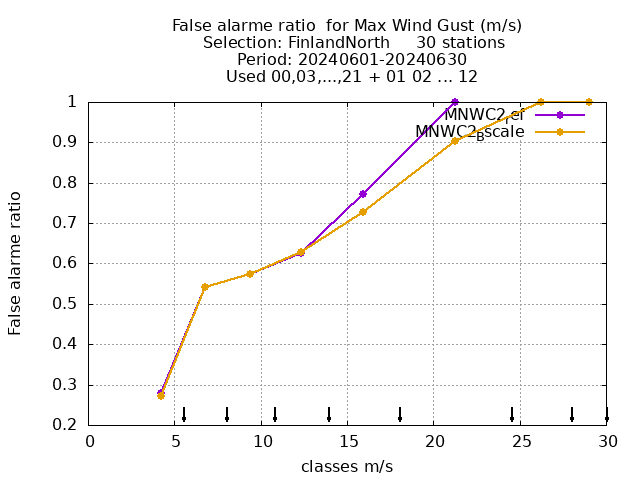 False alarme ratio  for Max Wind Gust (m/s)
Selection: FinlandNorth     30 stations
Period: 20240601-20240630
Used 00,03,...,21 + 01 02 ... 12
MNWC2_ref
MNWC2_Bscale
1
0.9
0.8
0.7
0.6
0.5
0.4
0.3
0.2
False alarme ratio
0 5 10 15 20 25 30
classes m/s